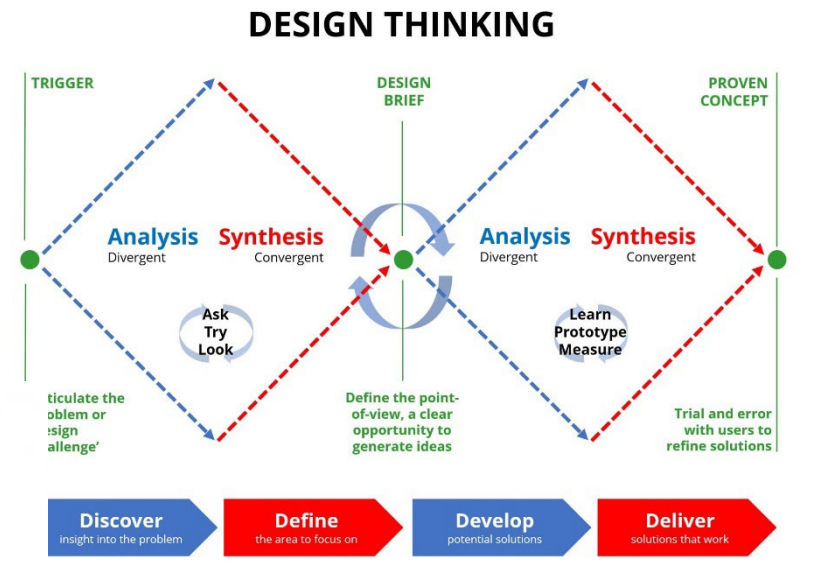 DESIGN THINKING
TRIGGER
DESIGN
BRIEF
PROVEN
CONCEPT
Analysis
Divergent
Synthesis
Convergent
Analysis
Divergent
Synthesis
Convergent
Ask
Try
Look
Learn
Prototype
Measure
ticulate the
oblem or
esign
allenge’
Define the point-
of-view, a clear
opportunity to
generate ideas
Trial and error
with users to
refine solutions
Discover
insight into the problem
Define
the area to focus on
Develop
potential solutions
Deliver
solutions that work